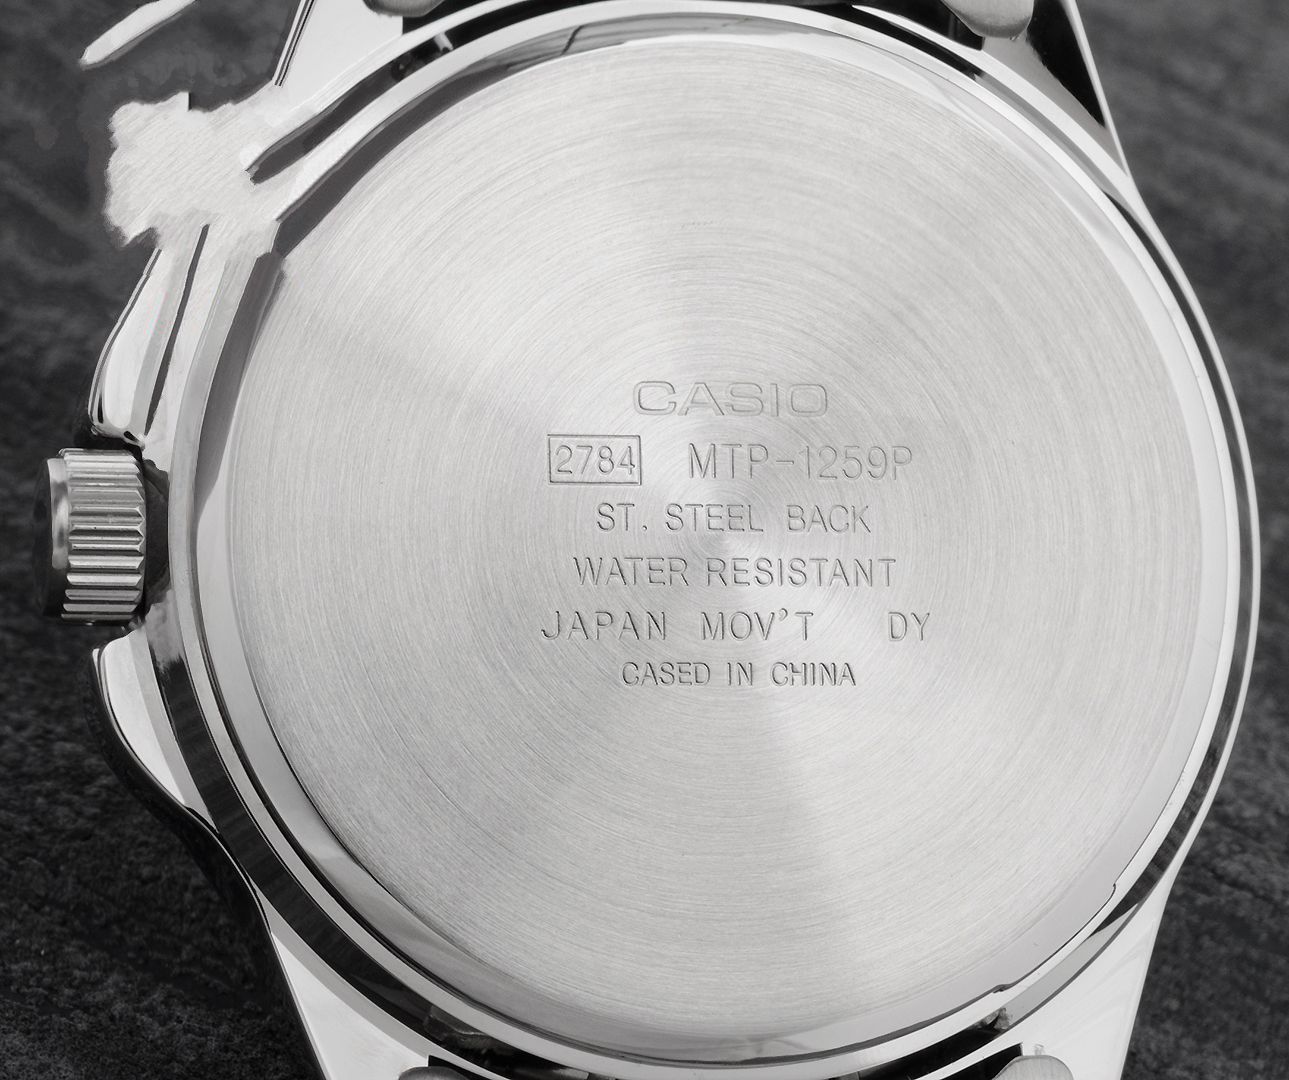 CASIO
2784 MTP-1259P
ST. STEEL BACK
WATER RESISTANT
JAPAN MOV'T DY
CASED IN CHINA